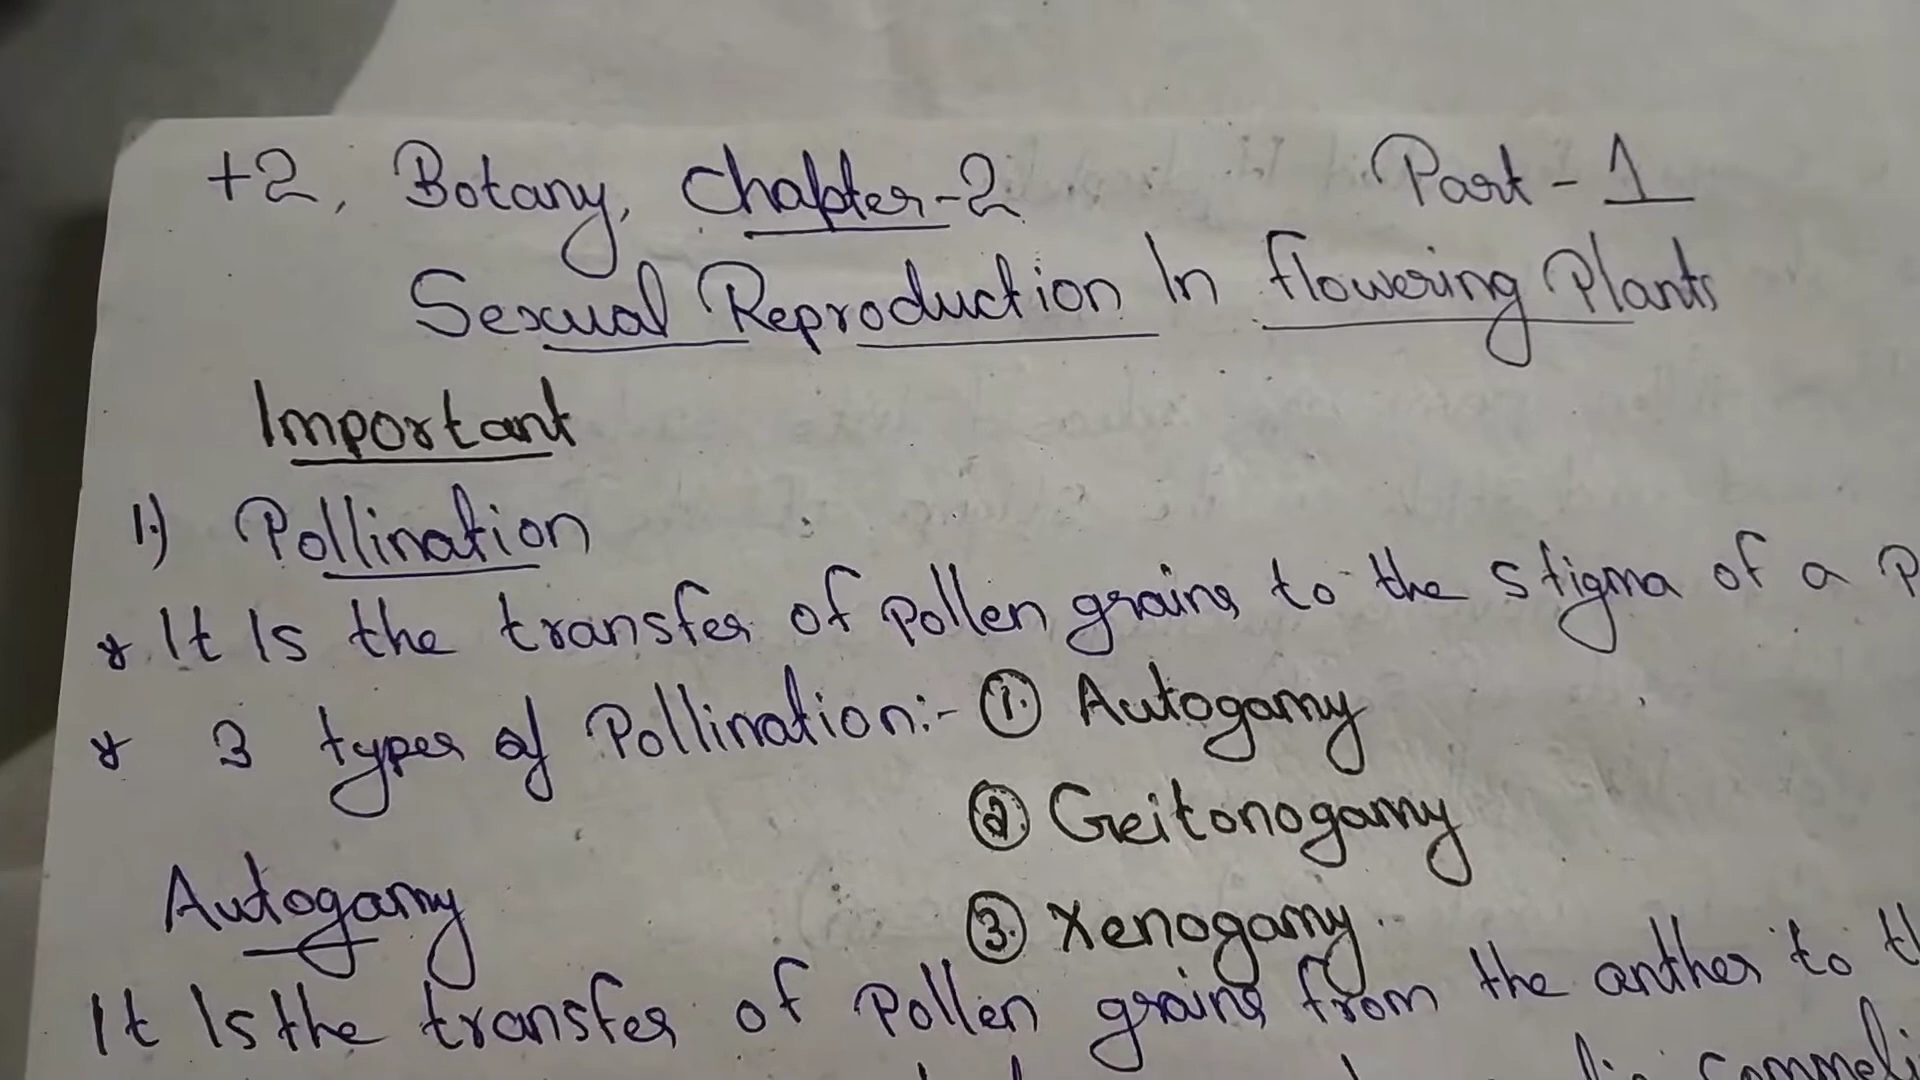 +2, Botany, Chapter-2 Part - 1
Sexual Reproduction In flowering Plants
Important
1) Pollination
* It Is the transfer of pollen grains to the stigma of a P
* 3 types of Pollination:- ① Autogamy
② Geitonogamy
③ Xenogamy.
Autogamy
It Is the transfer of Pollen grains from the anther to th
Commeli